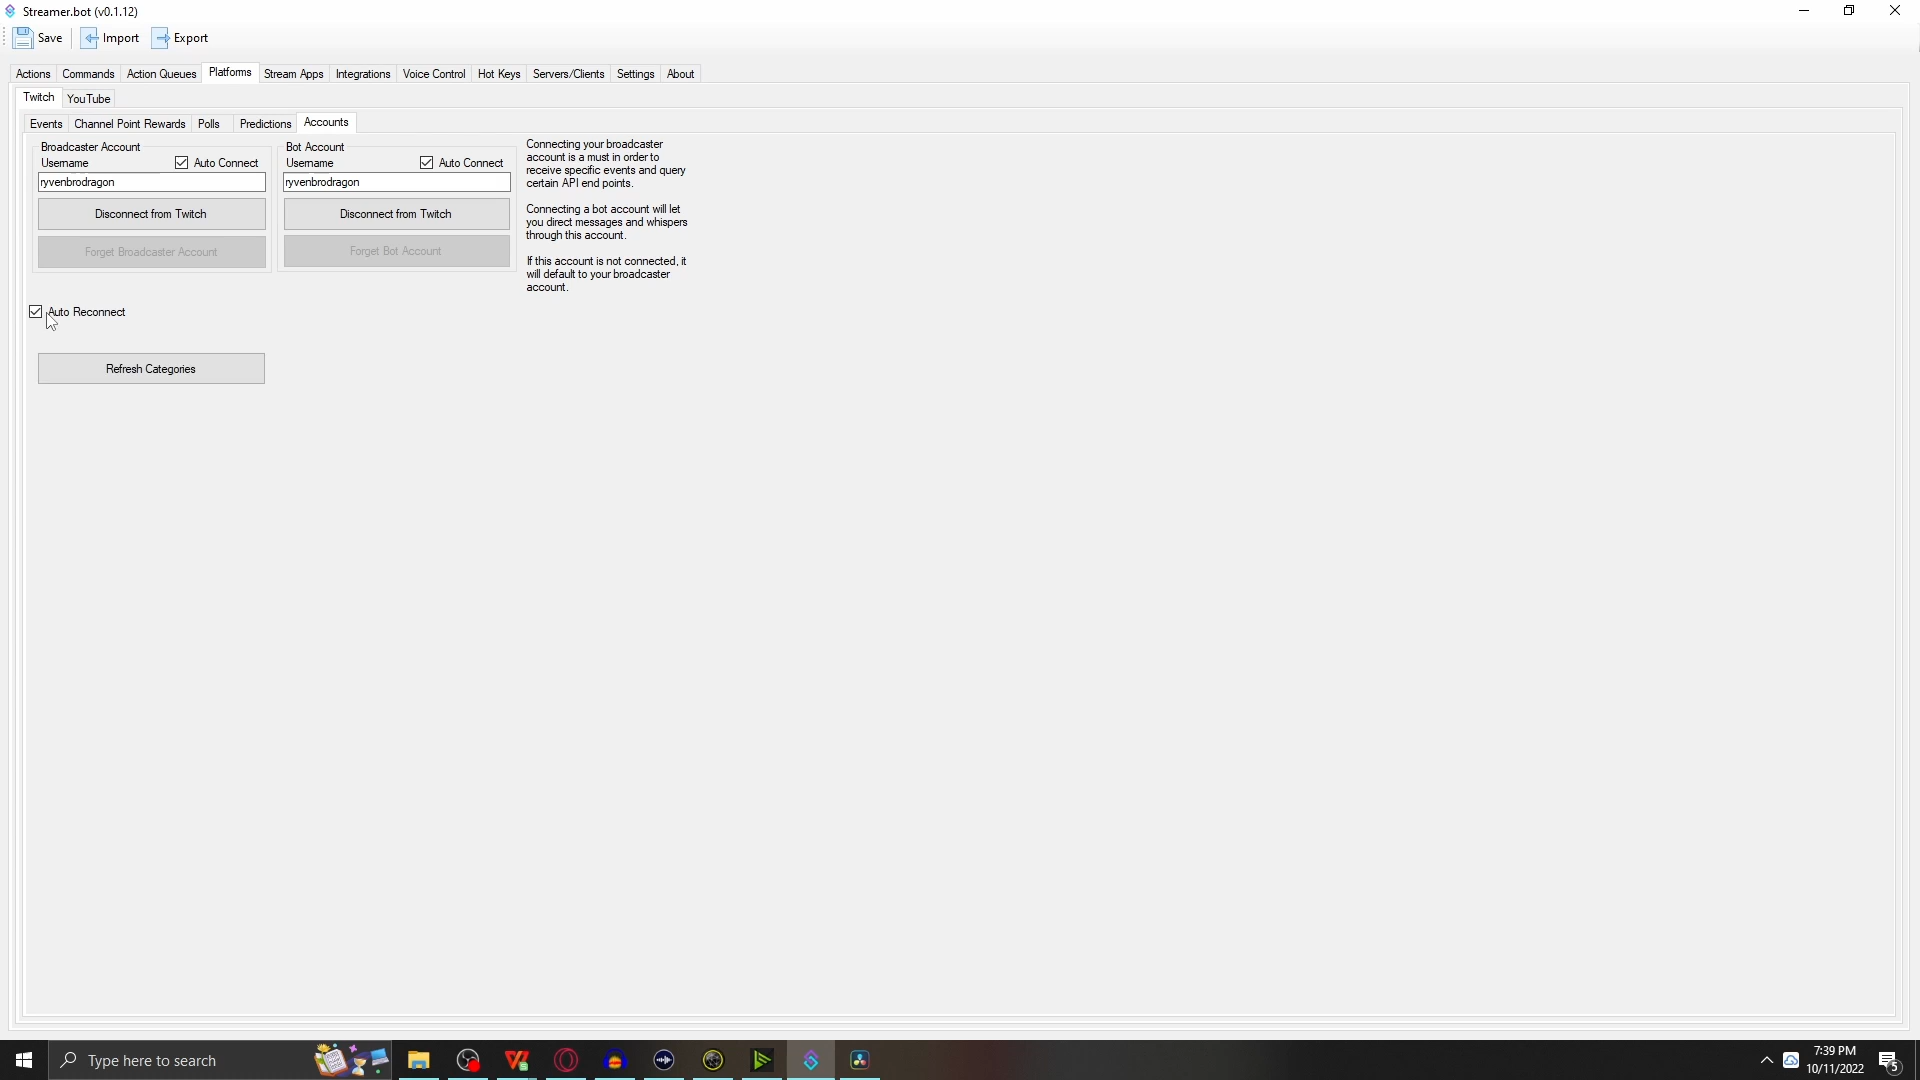 Streamer.bot (v0.1.12)
Save Import Export
Actions Commands Action Queues Platforms Stream Apps Integrations Voice Control Hot Keys Servers/Clients Settings About
Twitch YouTube
Events Channel Point Rewards Polls Predictions Accounts
Broadcaster Account
Username Auto Connect
ryvenbrodragon
Disconnect from Twitch
Forget Broadcaster Account
Bot Account
Username Auto Connect
ryvenbrodragon
Disconnect from Twitch
Forget Bot Account
Connecting your broadcaster
account is a must in order to
receive specific events and query
certain API end points.
Connecting a bot account will let
you direct messages and whispers
through this account.
If this account is not connected, it
will default to your broadcaster
account.
Auto Reconnect
Refresh Categories
Type here to search
7:39 PM
10/11/2022
5